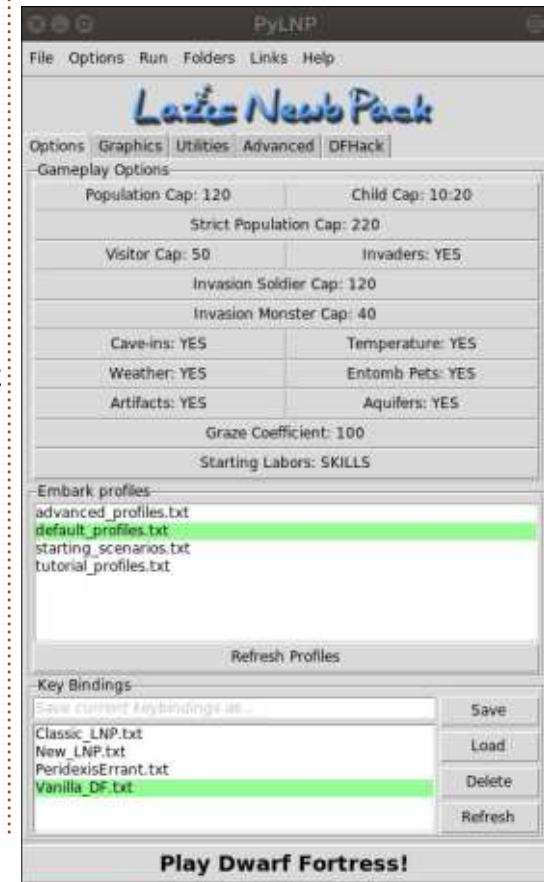 PyLNP
File Options Run Folders Links Help
Lazy Newb Pack
Options Graphics Utilities Advanced DFHack
Gameplay Options
Population Cap: 120 Child Cap: 10:20
Strict Population Cap: 220
Visitor Cap: 50 Invaders: YES
Invasion Soldier Cap: 120
Invasion Monster Cap: 40
Cave-ins: YES Temperature: YES
Weather: YES Entomb Pets: YES
Artifacts: YES Aquifers: YES
Graze Coefficient: 100
Starting Labors: SKILLS
Embark profiles
advanced_profiles.txt
default_profiles.txt
starting_scenarios.txt
tutorial_profiles.txt
Refresh Profiles
Key Bindings
Save current keybindings as... Save
Classic_LNP.txt
New_LNP.txt
PeridexisErrant.txt
Vanilla_DF.txt
Load
Delete
Refresh
Play Dwarf Fortress!